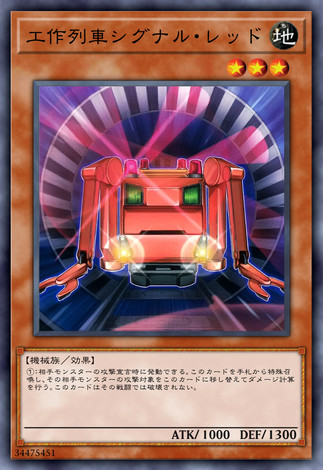 工作列車シグナル・レッド
地
【機械族／効果】
①：相手モンスターの攻撃宣言時に発動できる。このカードを手札から特殊召
喚し、その相手モンスターの攻撃対象をこのカードに移し替えてダメージ計算
を行う。このカードはその戦闘では破壊されない。
ATK/1000 DEF/1300
34475451